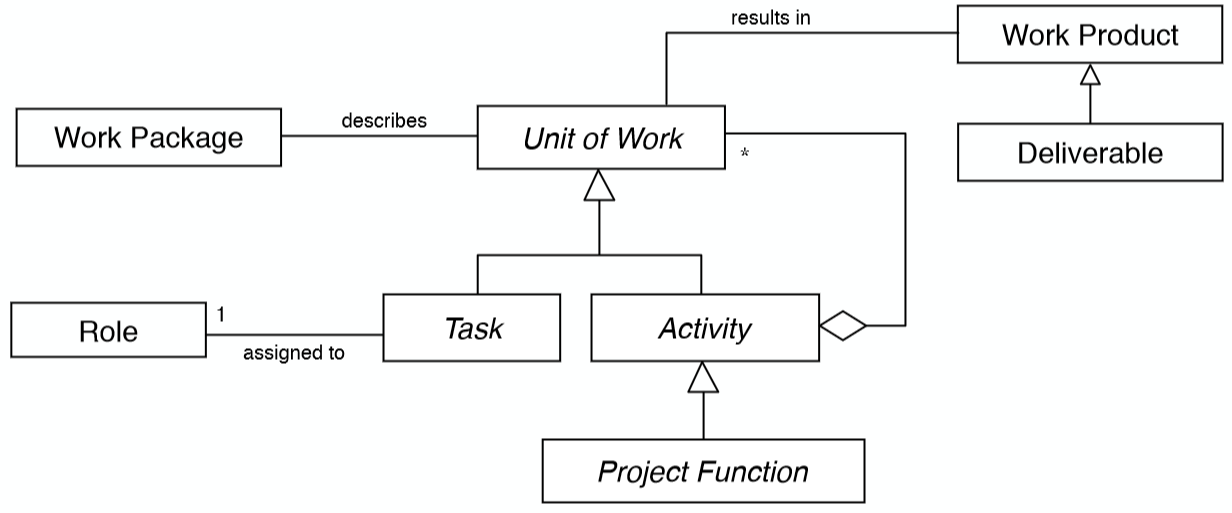 results in
Work Product
describes
Work Package
Unit of Work
*
Deliverable
1
Role
assigned to
Task
Activity
Project Function